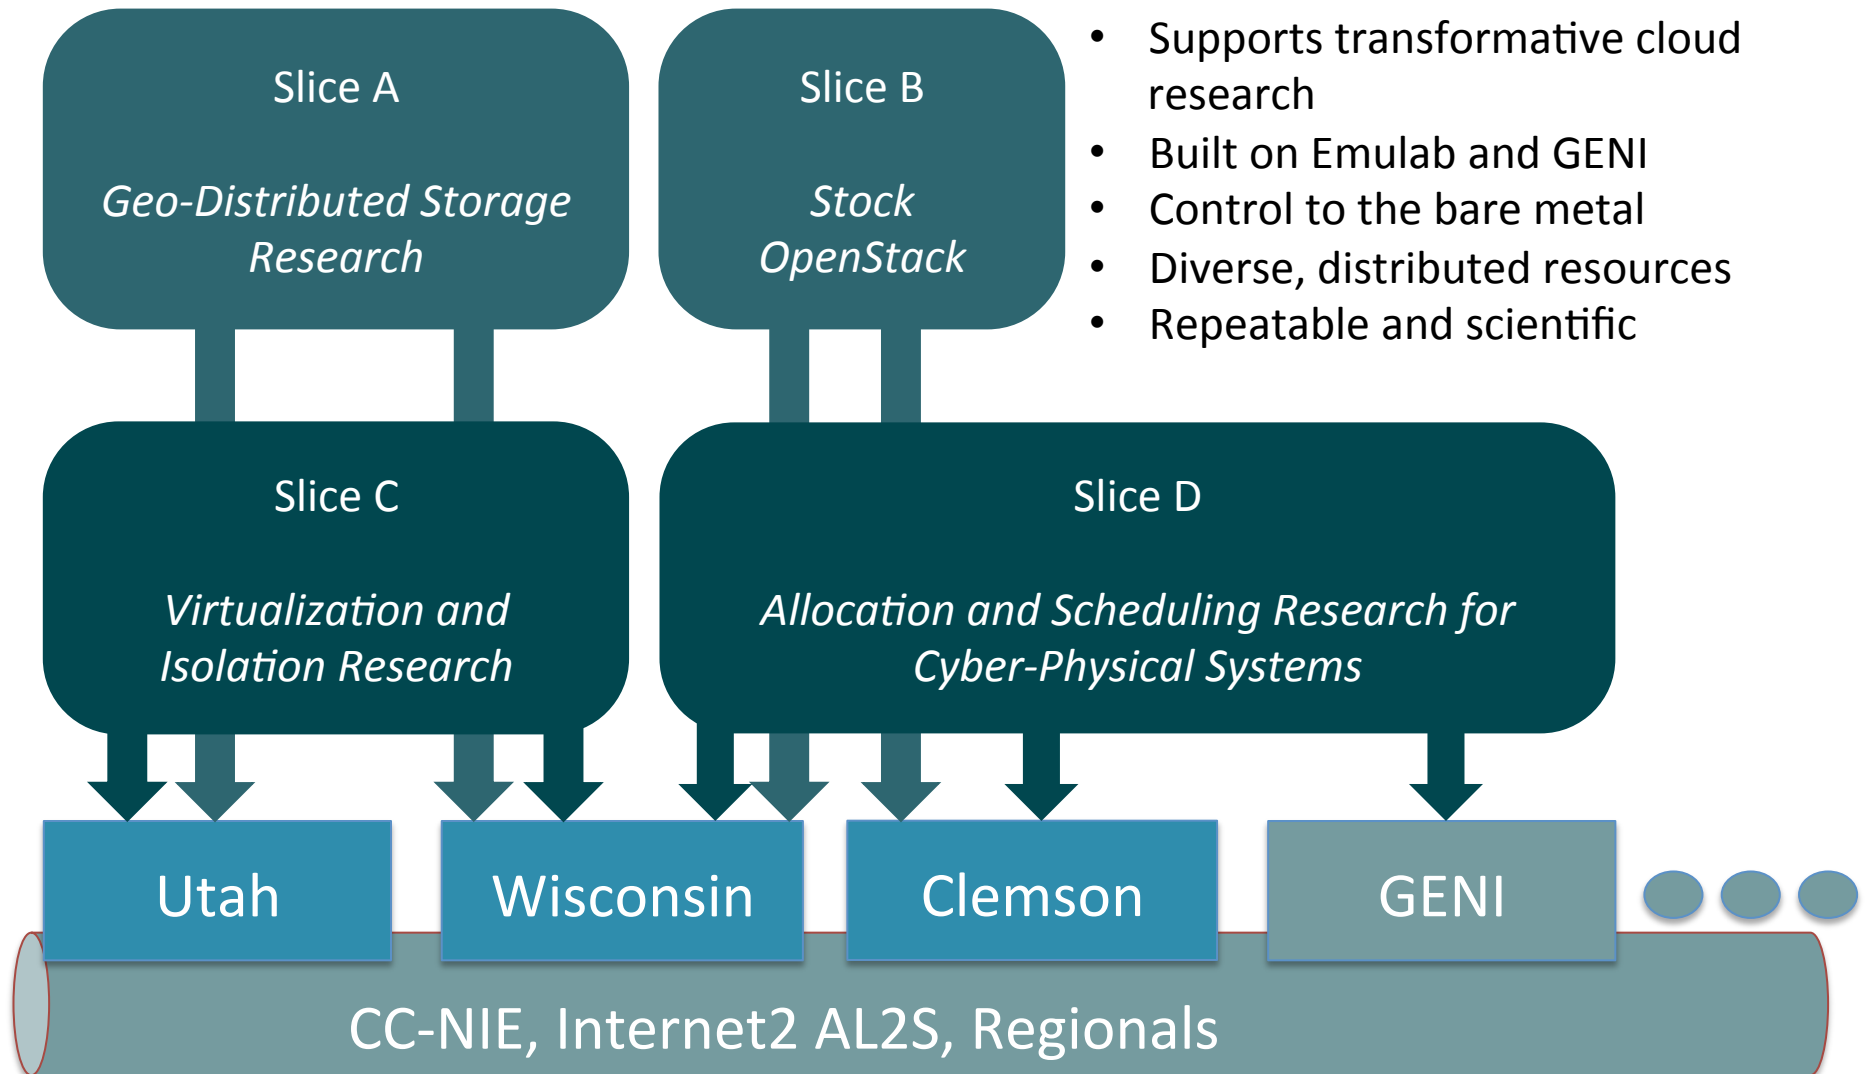 Slice A
Geo-Distributed Storage
Research
Slice B
Stock
OpenStack
• Supports transformative cloud
research
• Built on Emulab and GENI
• Control to the bare metal
• Diverse, distributed resources
• Repeatable and scientific
Slice C
Virtualization and
Isolation Research
Slice D
Allocation and Scheduling Research for
Cyber-Physical Systems
Utah
Wisconsin
Clemson
GENI
CC-NIE, Internet2 AL2S, Regionals